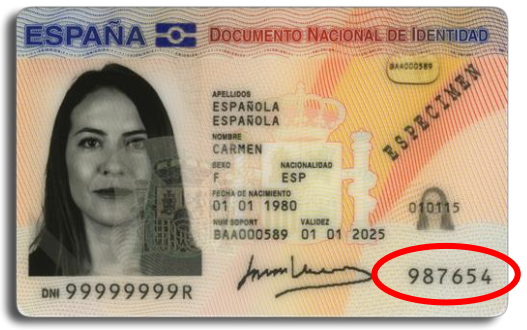 ESPAÑA DOCUMENTO NACIONAL DE IDENTIDAD
BAA000589
ESPECIMEN
APELLIDOS
ESPAÑOLA
ESPAÑOLA
NOMBRE
CARMEN
SEXO NACIONALIDAD
F ESP
FECHA DE NACIMIENTO
01 01 1980
010115
NUM SOPORT VALIDEZ
BAA000589 01 01 2025
987654
DNI 99999999R